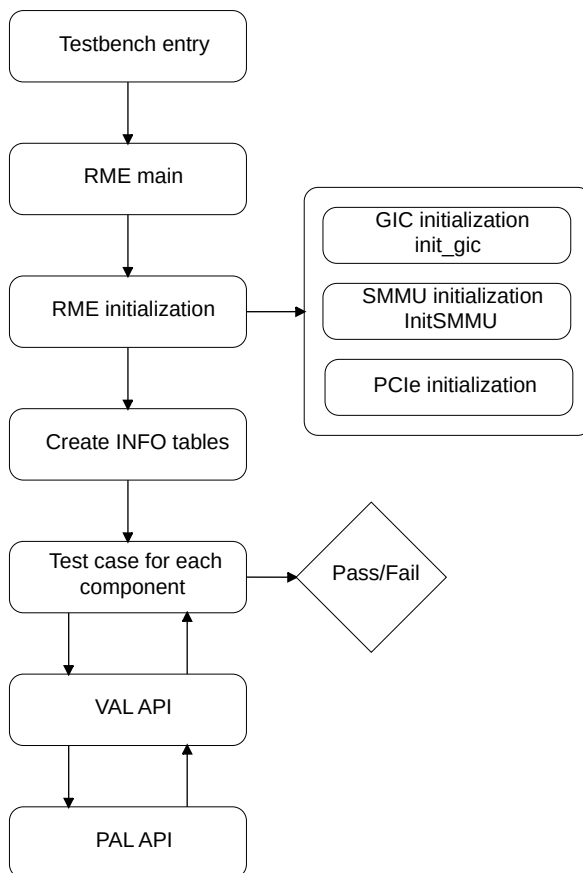 Testbench entry
RME main
GIC initialization
init_gic
RME initialization
SMMU initialization
InitSMMU
PCIe initialization
Create INFO tables
Test case for each
component
Pass/Fail
VAL API
PAL API